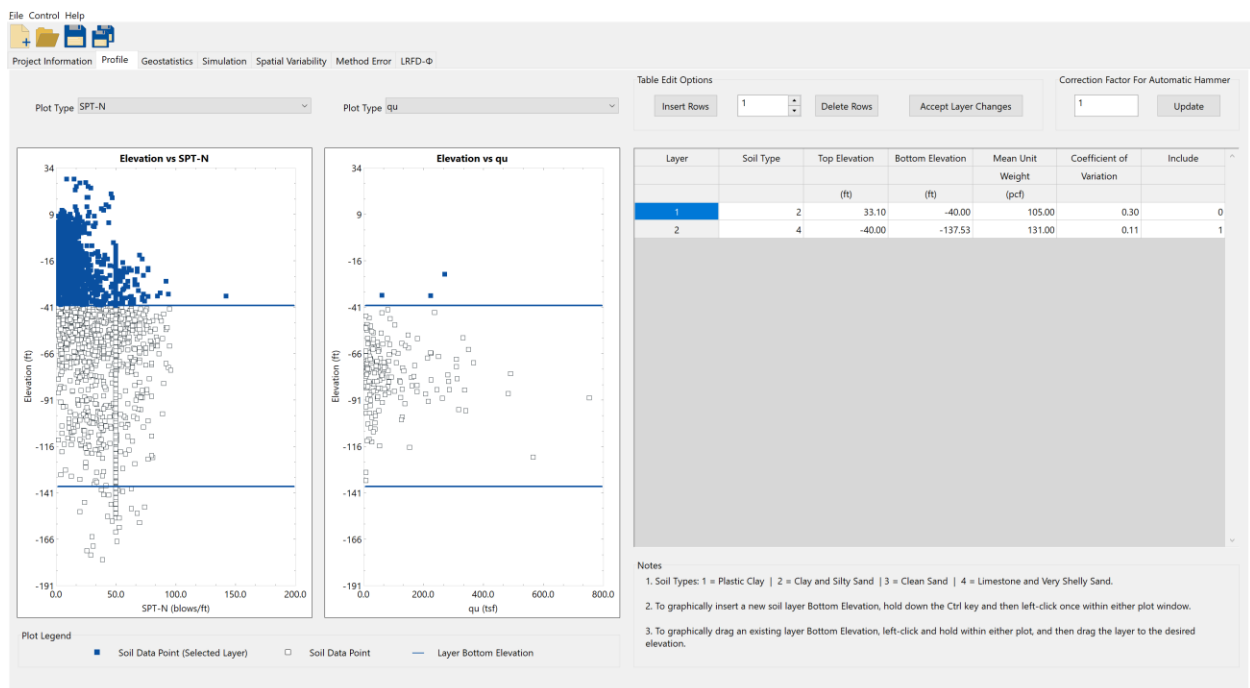 File Control Help
Project Information Profile Geostatistics Simulation Spatial Variability Method Error LRFD-Φ
Plot Type SPT-N
Plot Type qu
Table Edit Options
Insert Rows 1 Delete Rows Accept Layer Changes
Correction Factor For Automatic Hammer
1 Update
Elevation vs SPT-N
34
9
-16
-41
-66
-91
-116
-141
-166
-191
Elevation (ft)
0.0 50.0 100.0 150.0 200.0
SPT-N (blows/ft)
Elevation vs qu
34
9
-16
-41
-66
-91
-116
-141
-166
-191
Elevation (ft)
0.0 200.0 400.0 600.0 800.0
qu (tsf)
Layer Soil Type Top Elevation Bottom Elevation Mean Unit Coefficient of Include
Weight Variation
(ft) (ft) (pcf)
1 2 33.10 -40.00 105.00 0.30 0
2 4 -40.00 -137.53 131.00 0.11 1
Plot Legend
Soil Data Point (Selected Layer) Soil Data Point Layer Bottom Elevation
Notes
1. Soil Types: 1 = Plastic Clay | 2 = Clay and Silty Sand | 3 = Clean Sand | 4 = Limestone and Very Shelly Sand.
2. To graphically insert a new soil layer Bottom Elevation, hold down the Ctrl key and then left-click once within either plot window.
3. To graphically drag an existing layer Bottom Elevation, left-click and hold within either plot, and then drag the layer to the desired
elevation.